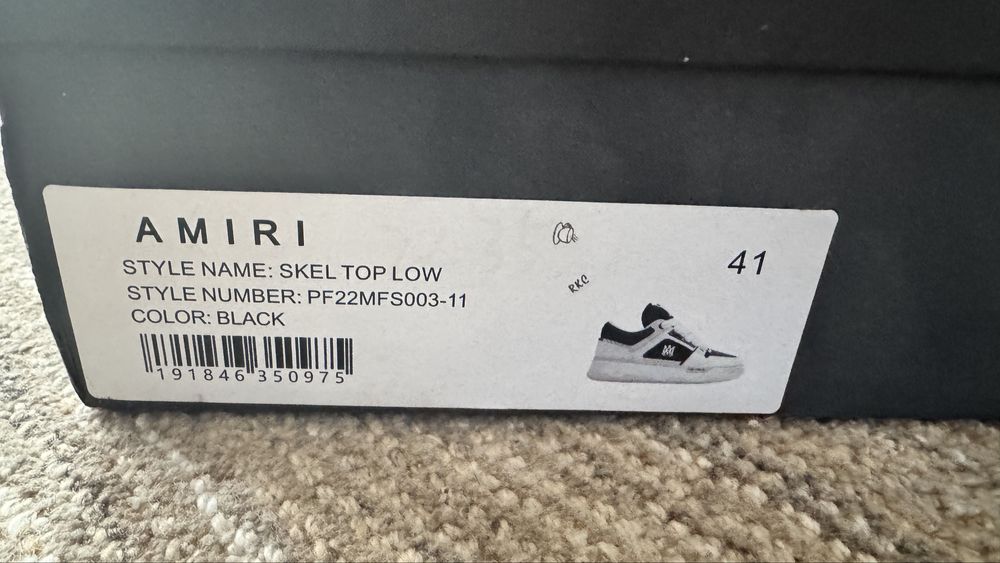 AMIRI
STYLE NAME: SKEL TOP LOW
STYLE NUMBER: PF22MFS003-11
COLOR: BLACK
191846 350975
RKC
41